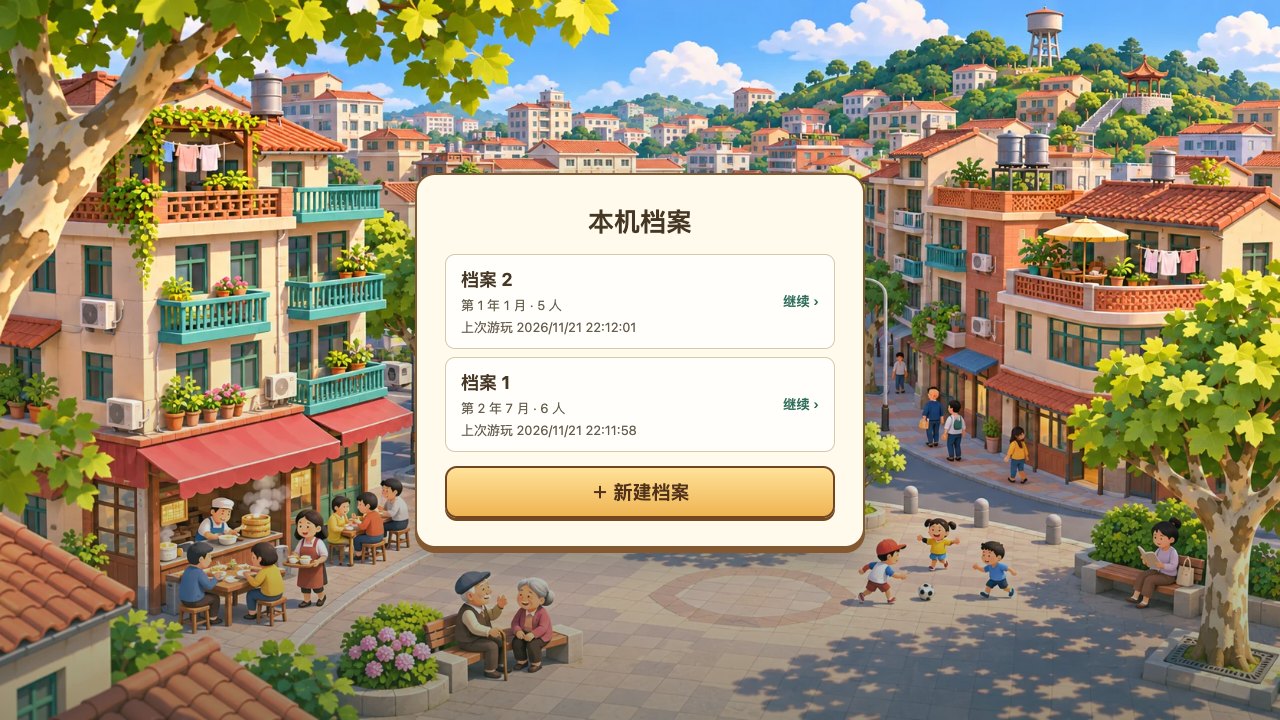 本机档案
档案 2
第 1 年 1 月 · 5 人
上次游玩 2026/11/21 22:12:01
继续 ›
档案 1
第 2 年 7 月 · 6 人
上次游玩 2026/11/21 22:11:58
继续 ›
+ 新建档案